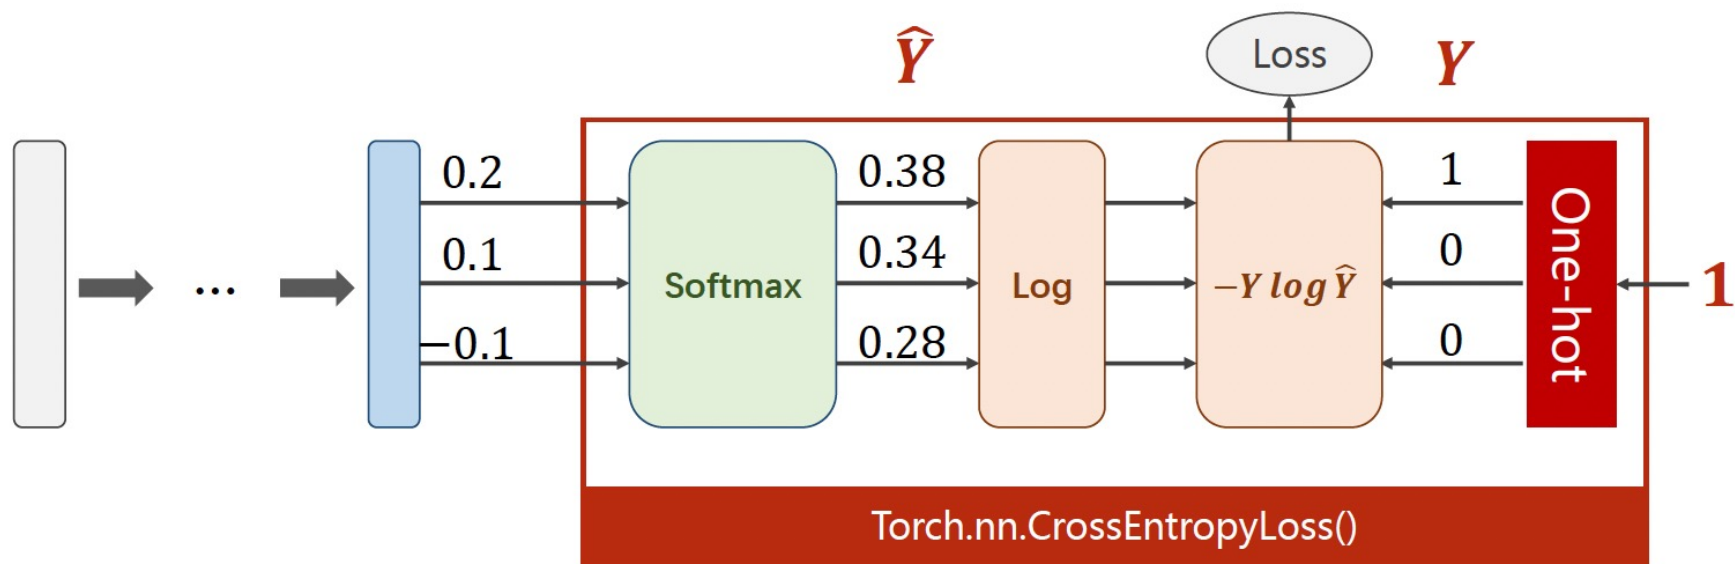 Ŷ
Loss
Y
0.2
0.38
1
0.1
0.34
0
−0.1
0.28
0
...
Softmax
Log
−Y log Ŷ
One-hot
1
Torch.nn.CrossEntropyLoss()